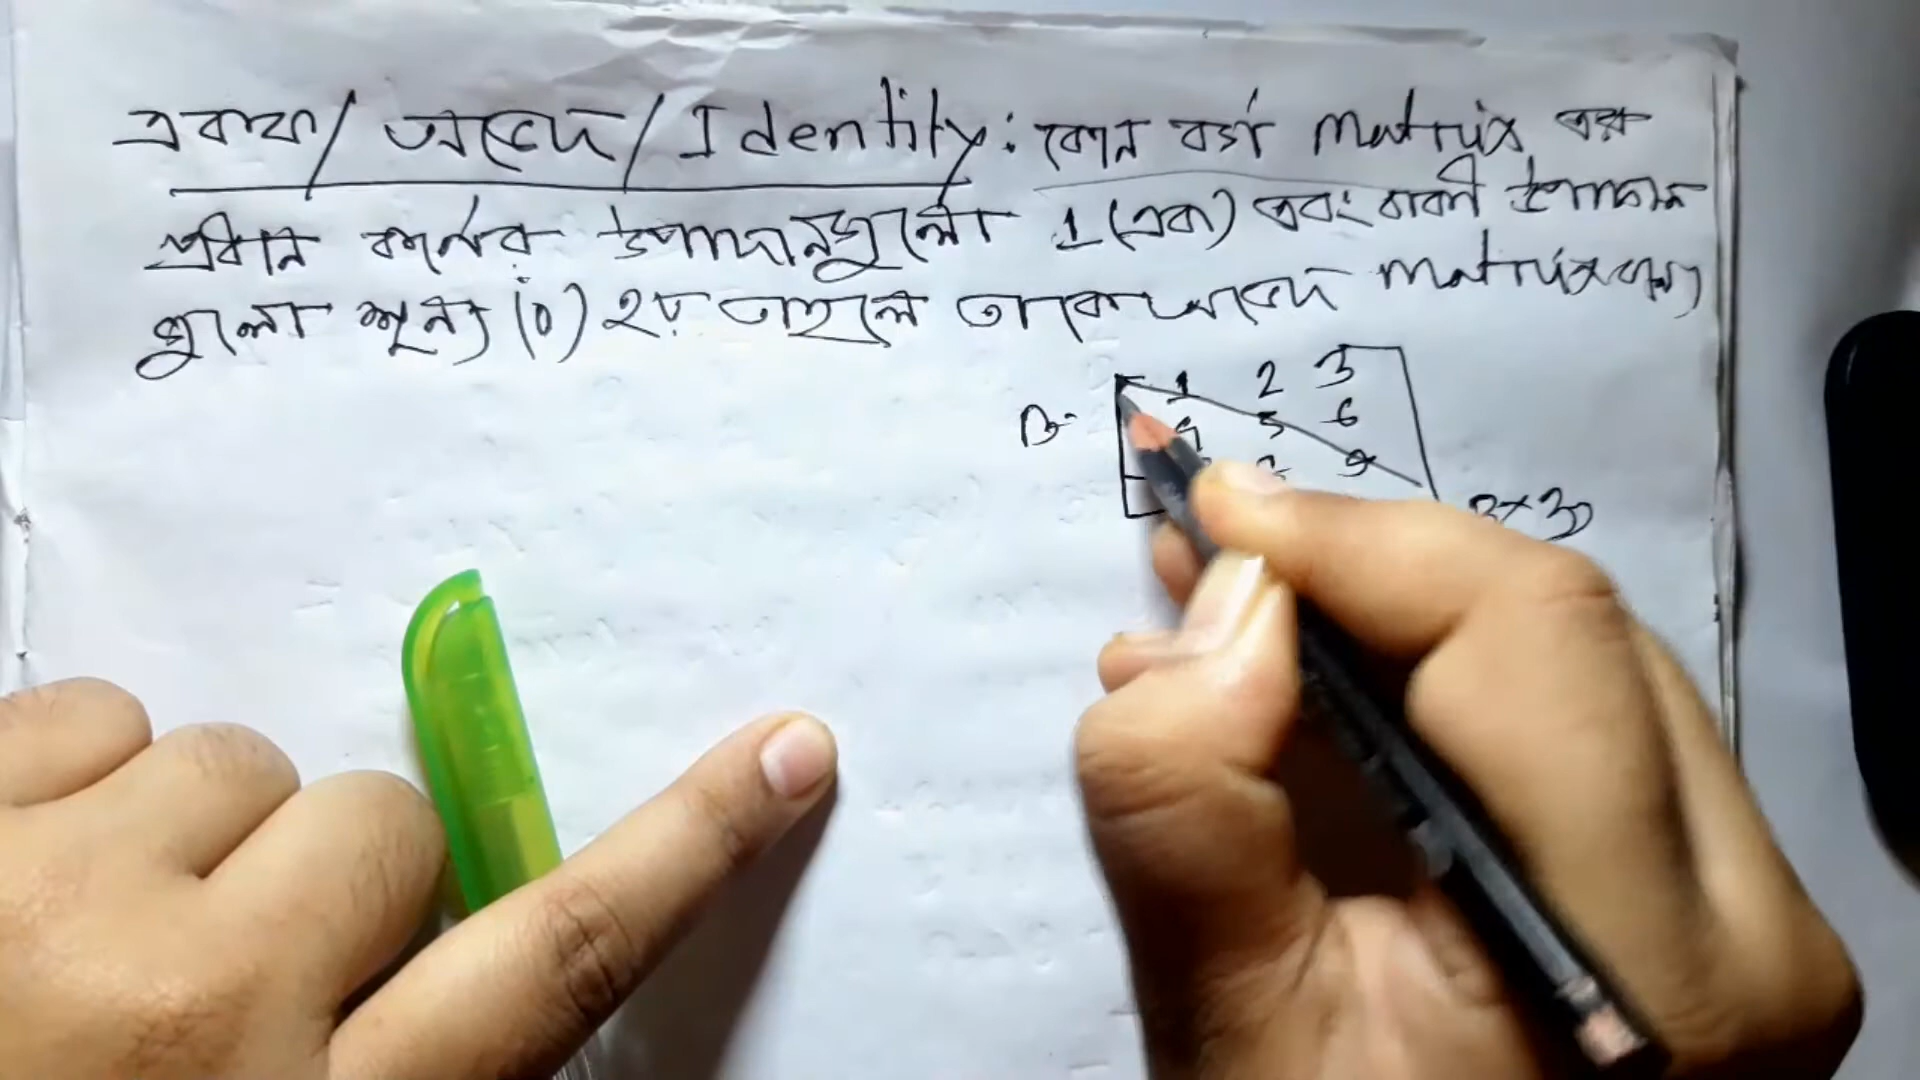 একক/অভেদ/Identity: কোন বর্গ matrix এর
প্রধান কর্নের উপাদানগুলো 1 (এক) এবং বাকী উপাদান
গুলো শূন্য (0) হয় তাহলে তাকে অভেদ matrix বলে
1 2 3
B= 4 5 6
9
3×3